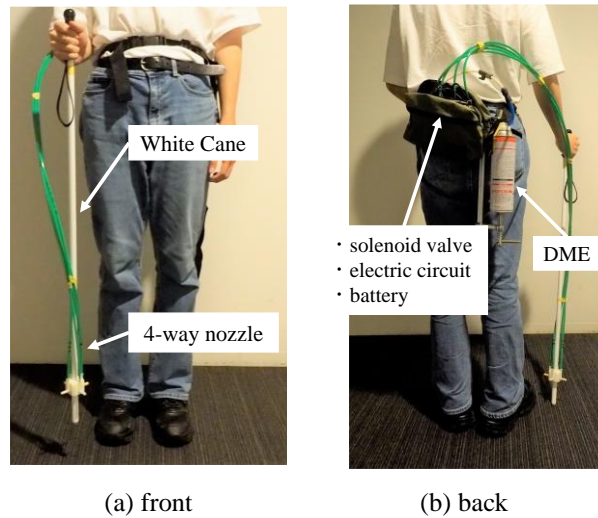 White Cane
4-way nozzle
・solenoid valve
・electric circuit
・battery
DME
(a) front
(b) back